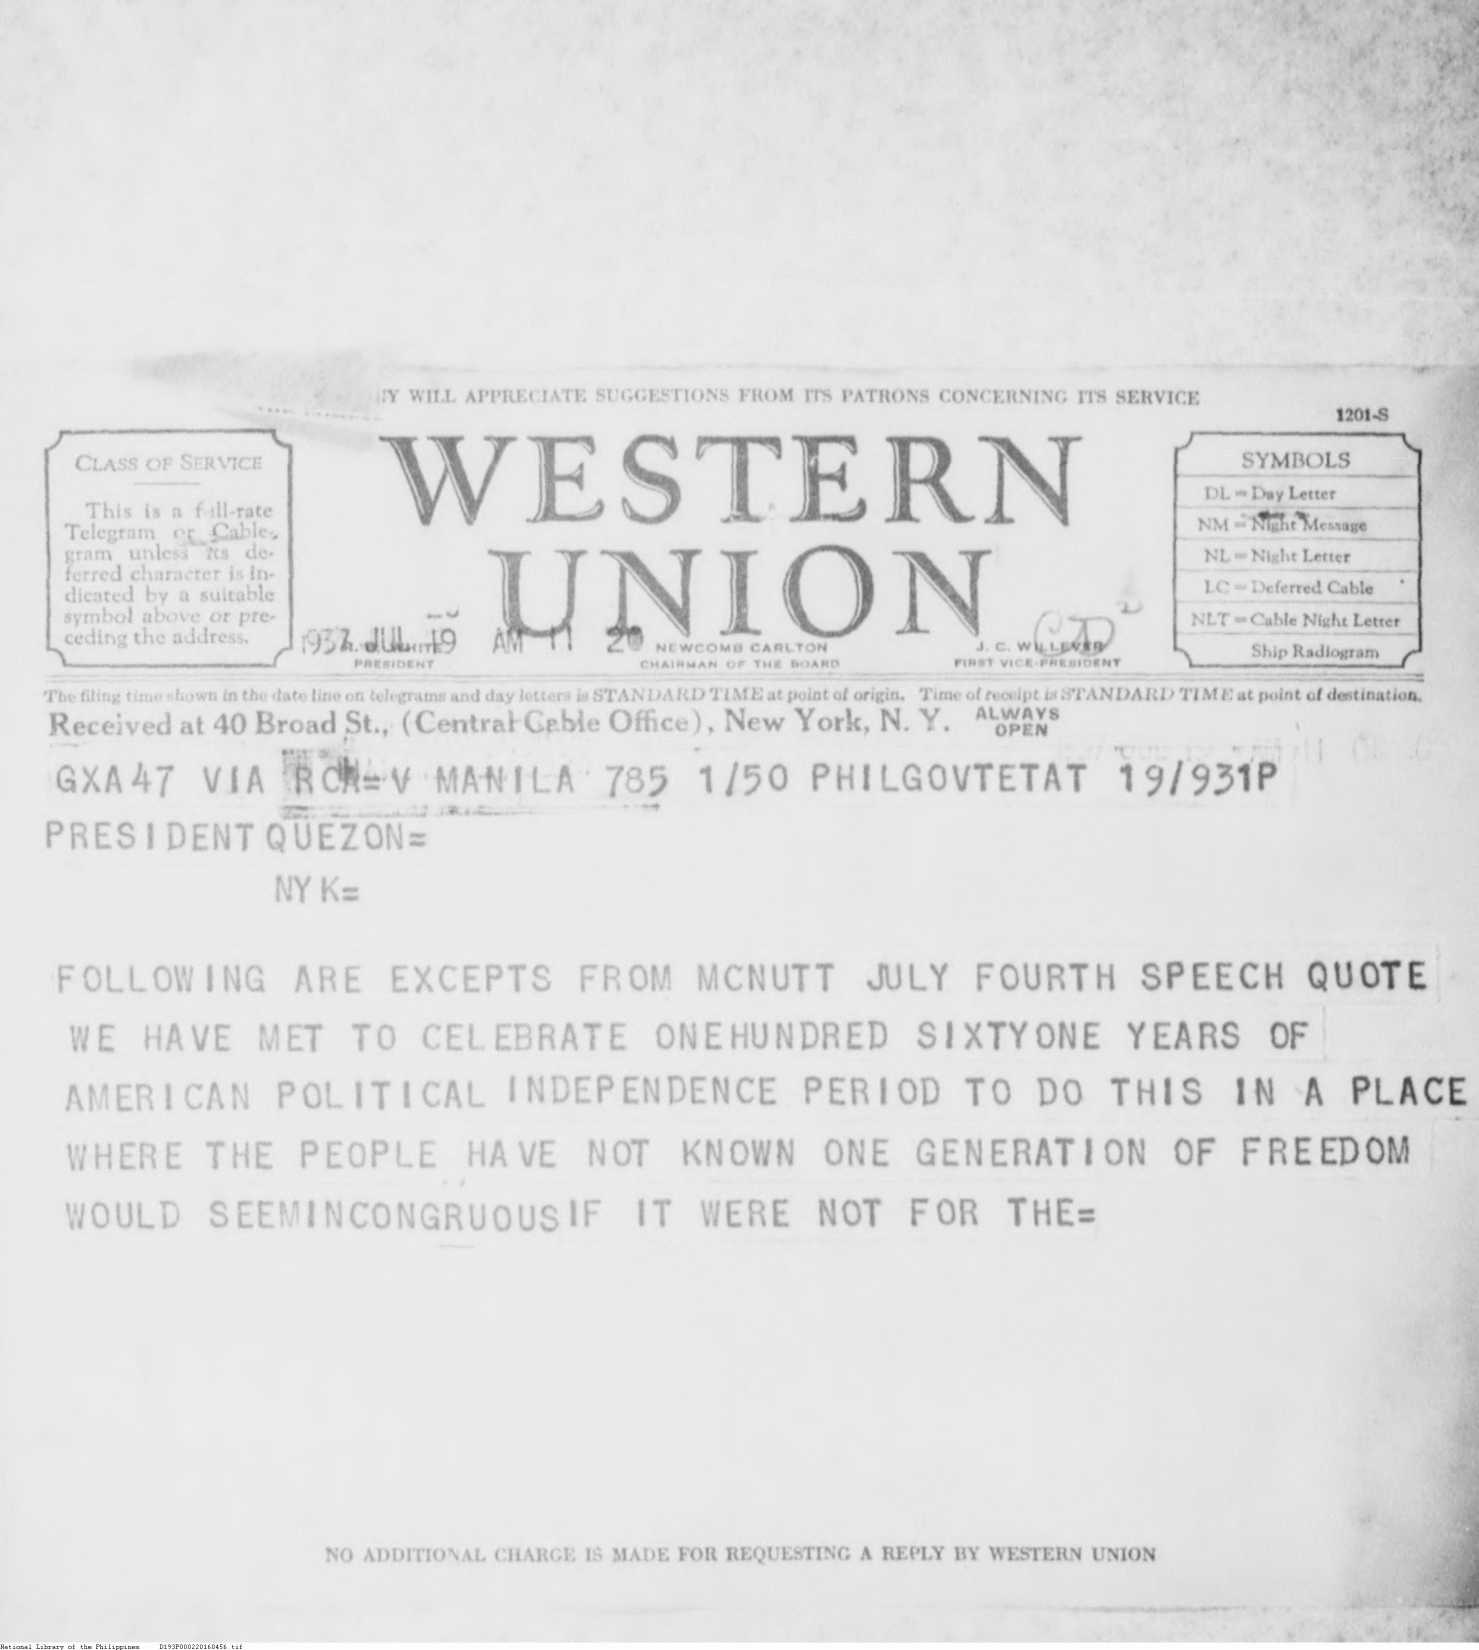 WILL APPRECIATE SUGGESTIONS FROM ITS PATRONS CONCERNING ITS SERVICE
1201-S
CLASS OF SERVICE
This is a full-rate
Telegram or Cable-
gram unless its de-
ferred character is in-
dicated by a suitable
symbol above or pre-
ceding the address.
WESTERN
UNION
SYMBOLS
DL = Day Letter
NM = Night Message
NL = Night Letter
LC = Deferred Cable
NLT = Cable Night Letter
Ship Radiogram
1937 JUL 19 AM 11 20
PRESIDENT
NEWCOMB CARLTON
CHAIRMAN OF THE BOARD
J. C. WILLEVER
FIRST VICE-PRESIDENT
The filing time shown in the date line on telegrams and day letters is STANDARD TIME at point of origin. Time of receipt is STANDARD TIME at point of destination.
Received at 40 Broad St., (Central Cable Office), New York, N. Y. ALWAYS OPEN
GXA47 VIA RCA=V MANILA 785 1/50 PHILGOVTETAT 19/931P
PRESIDENT QUEZON=
NYK=
FOLLOWING ARE EXCEPTS FROM MCNUTT JULY FOURTH SPEECH QUOTE
WE HAVE MET TO CELEBRATE ONEHUNDRED SIXTYONE YEARS OF
AMERICAN POLITICAL INDEPENDENCE PERIOD TO DO THIS IN A PLACE
WHERE THE PEOPLE HAVE NOT KNOWN ONE GENERATION OF FREEDOM
WOULD SEEMINCONGRUOUS IF IT WERE NOT FOR THE=
NO ADDITIONAL CHARGE IS MADE FOR REQUESTING A REPLY BY WESTERN UNION
National Library of the Philippines D193P000220160456 tif